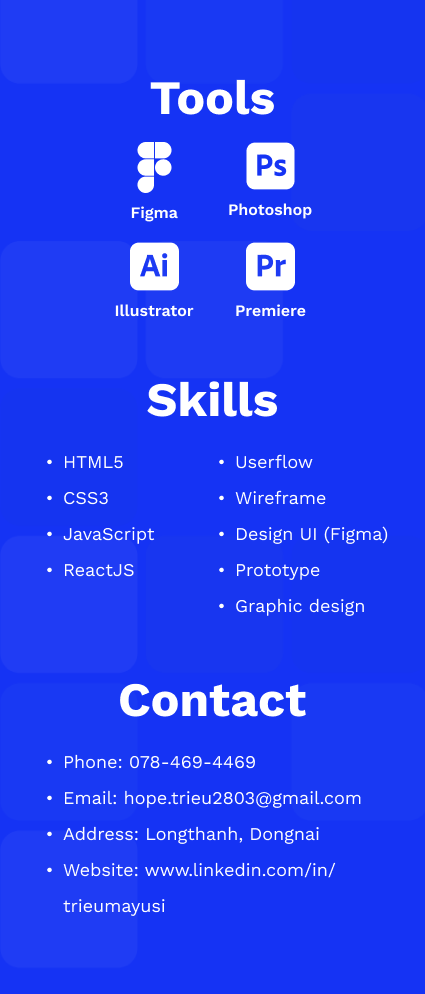 Tools
Ps
Figma
Photoshop
Ai
Pr
Illustrator
Premiere
Skills
• HTML5
• CSS3
• JavaScript
• ReactJS
• Userflow
• Wireframe
• Design UI (Figma)
• Prototype
• Graphic design
Contact
• Phone: 078-469-4469
• Email: hope.trieu2803@gmail.com
• Address: Longthanh, Dongnai
• Website: www.linkedin.com/in/
trieumayusi